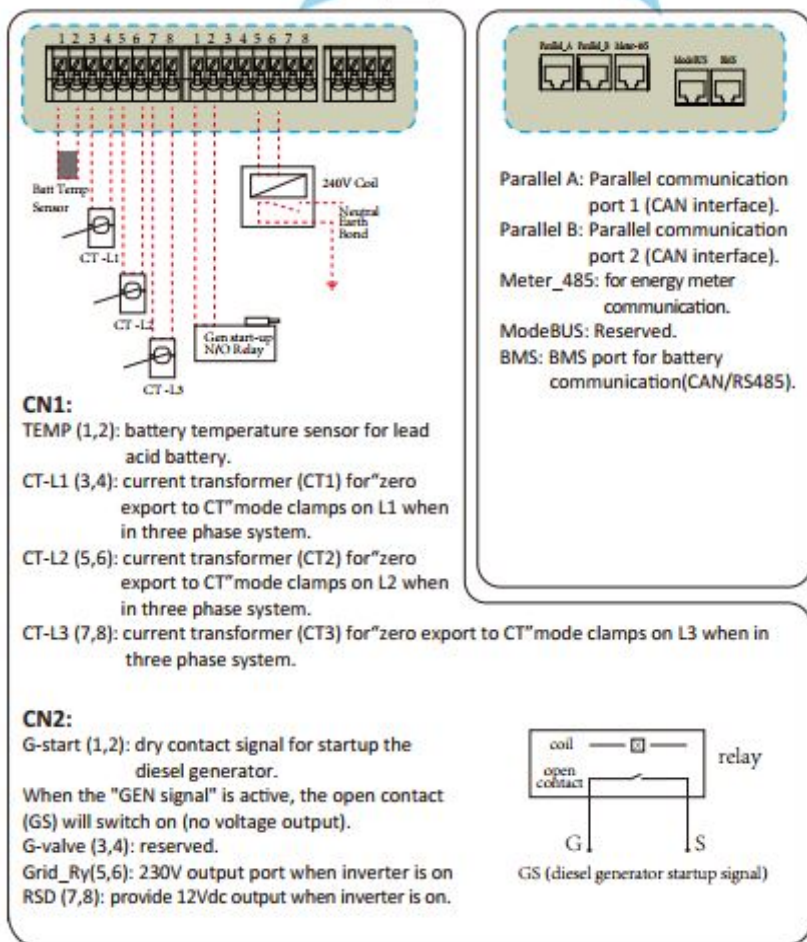 1 2 3 4 5 6 7 8 1 2 3 4 5 6 7 8
Batt Temp
Sensor
CT -L1
CT -L2
CT -L3
240V Coil
Neutral
Earth
Bond
Gen start-up
N/O Relay
CN1:
TEMP (1,2): battery temperature sensor for lead
acid battery.
CT-L1 (3,4): current transformer (CT1) for"zero
export to CT"mode clamps on L1 when
in three phase system.
CT-L2 (5,6): current transformer (CT2) for"zero
export to CT"mode clamps on L2 when
in three phase system.
CT-L3 (7,8): current transformer (CT3) for"zero export to CT"mode clamps on L3 when in
three phase system.
CN2:
G-start (1,2): dry contact signal for startup the
diesel generator.
When the "GEN signal" is active, the open contact
(GS) will switch on (no voltage output).
G-valve (3,4): reserved.
Grid_Ry(5,6): 230V output port when inverter is on
RSD (7,8): provide 12Vdc output when inverter is on.
Parallel_A Parallel_B Meter-485
ModeBUS BMS
Parallel A: Parallel communication
port 1 (CAN interface).
Parallel B: Parallel communication
port 2 (CAN interface).
Meter_485: for energy meter
communication.
ModeBUS: Reserved.
BMS: BMS port for battery
communication(CAN/RS485).
coil
relay
open
contact
G S
GS (diesel generator startup signal)